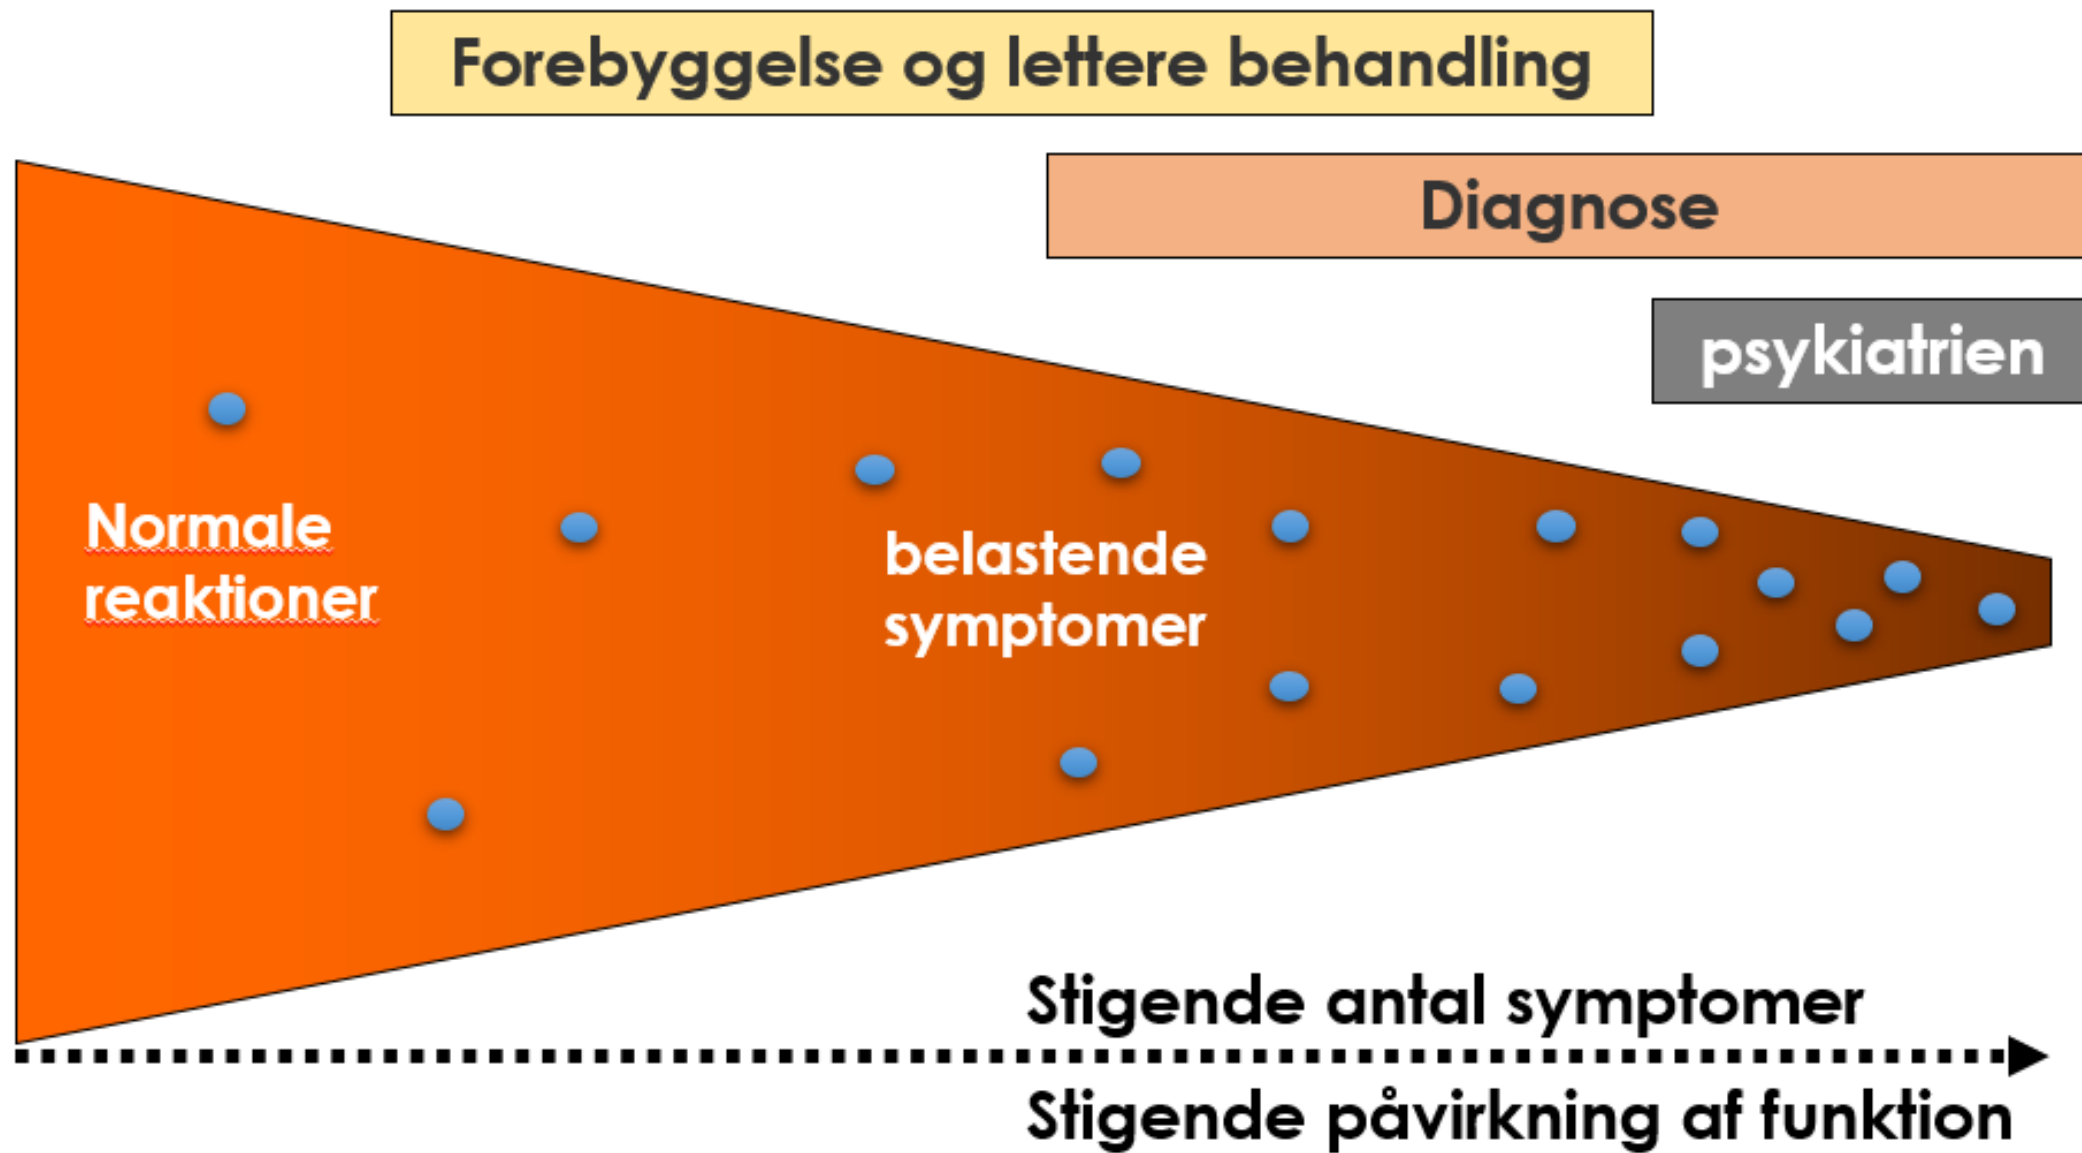 Forebyggelse og lettere behandling
Diagnose
psykiatrien
Normale
reaktioner
belastende
symptomer
Stigende antal symptomer
Stigende påvirkning af funktion